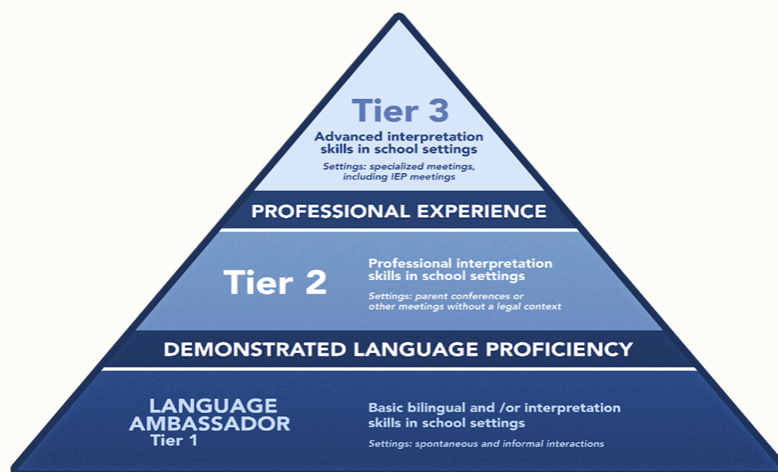 Tier 3
Advanced interpretation
skills in school settings
Settings: specialized meetings,
including IEP meetings
PROFESSIONAL EXPERIENCE
Tier 2
Professional interpretation
skills in school settings
Settings: parent conferences or
other meetings without a legal context
DEMONSTRATED LANGUAGE PROFICIENCY
LANGUAGE
AMBASSADOR
Tier 1
Basic bilingual and /or interpretation
skills in school settings
Settings: spontaneous and informal interactions